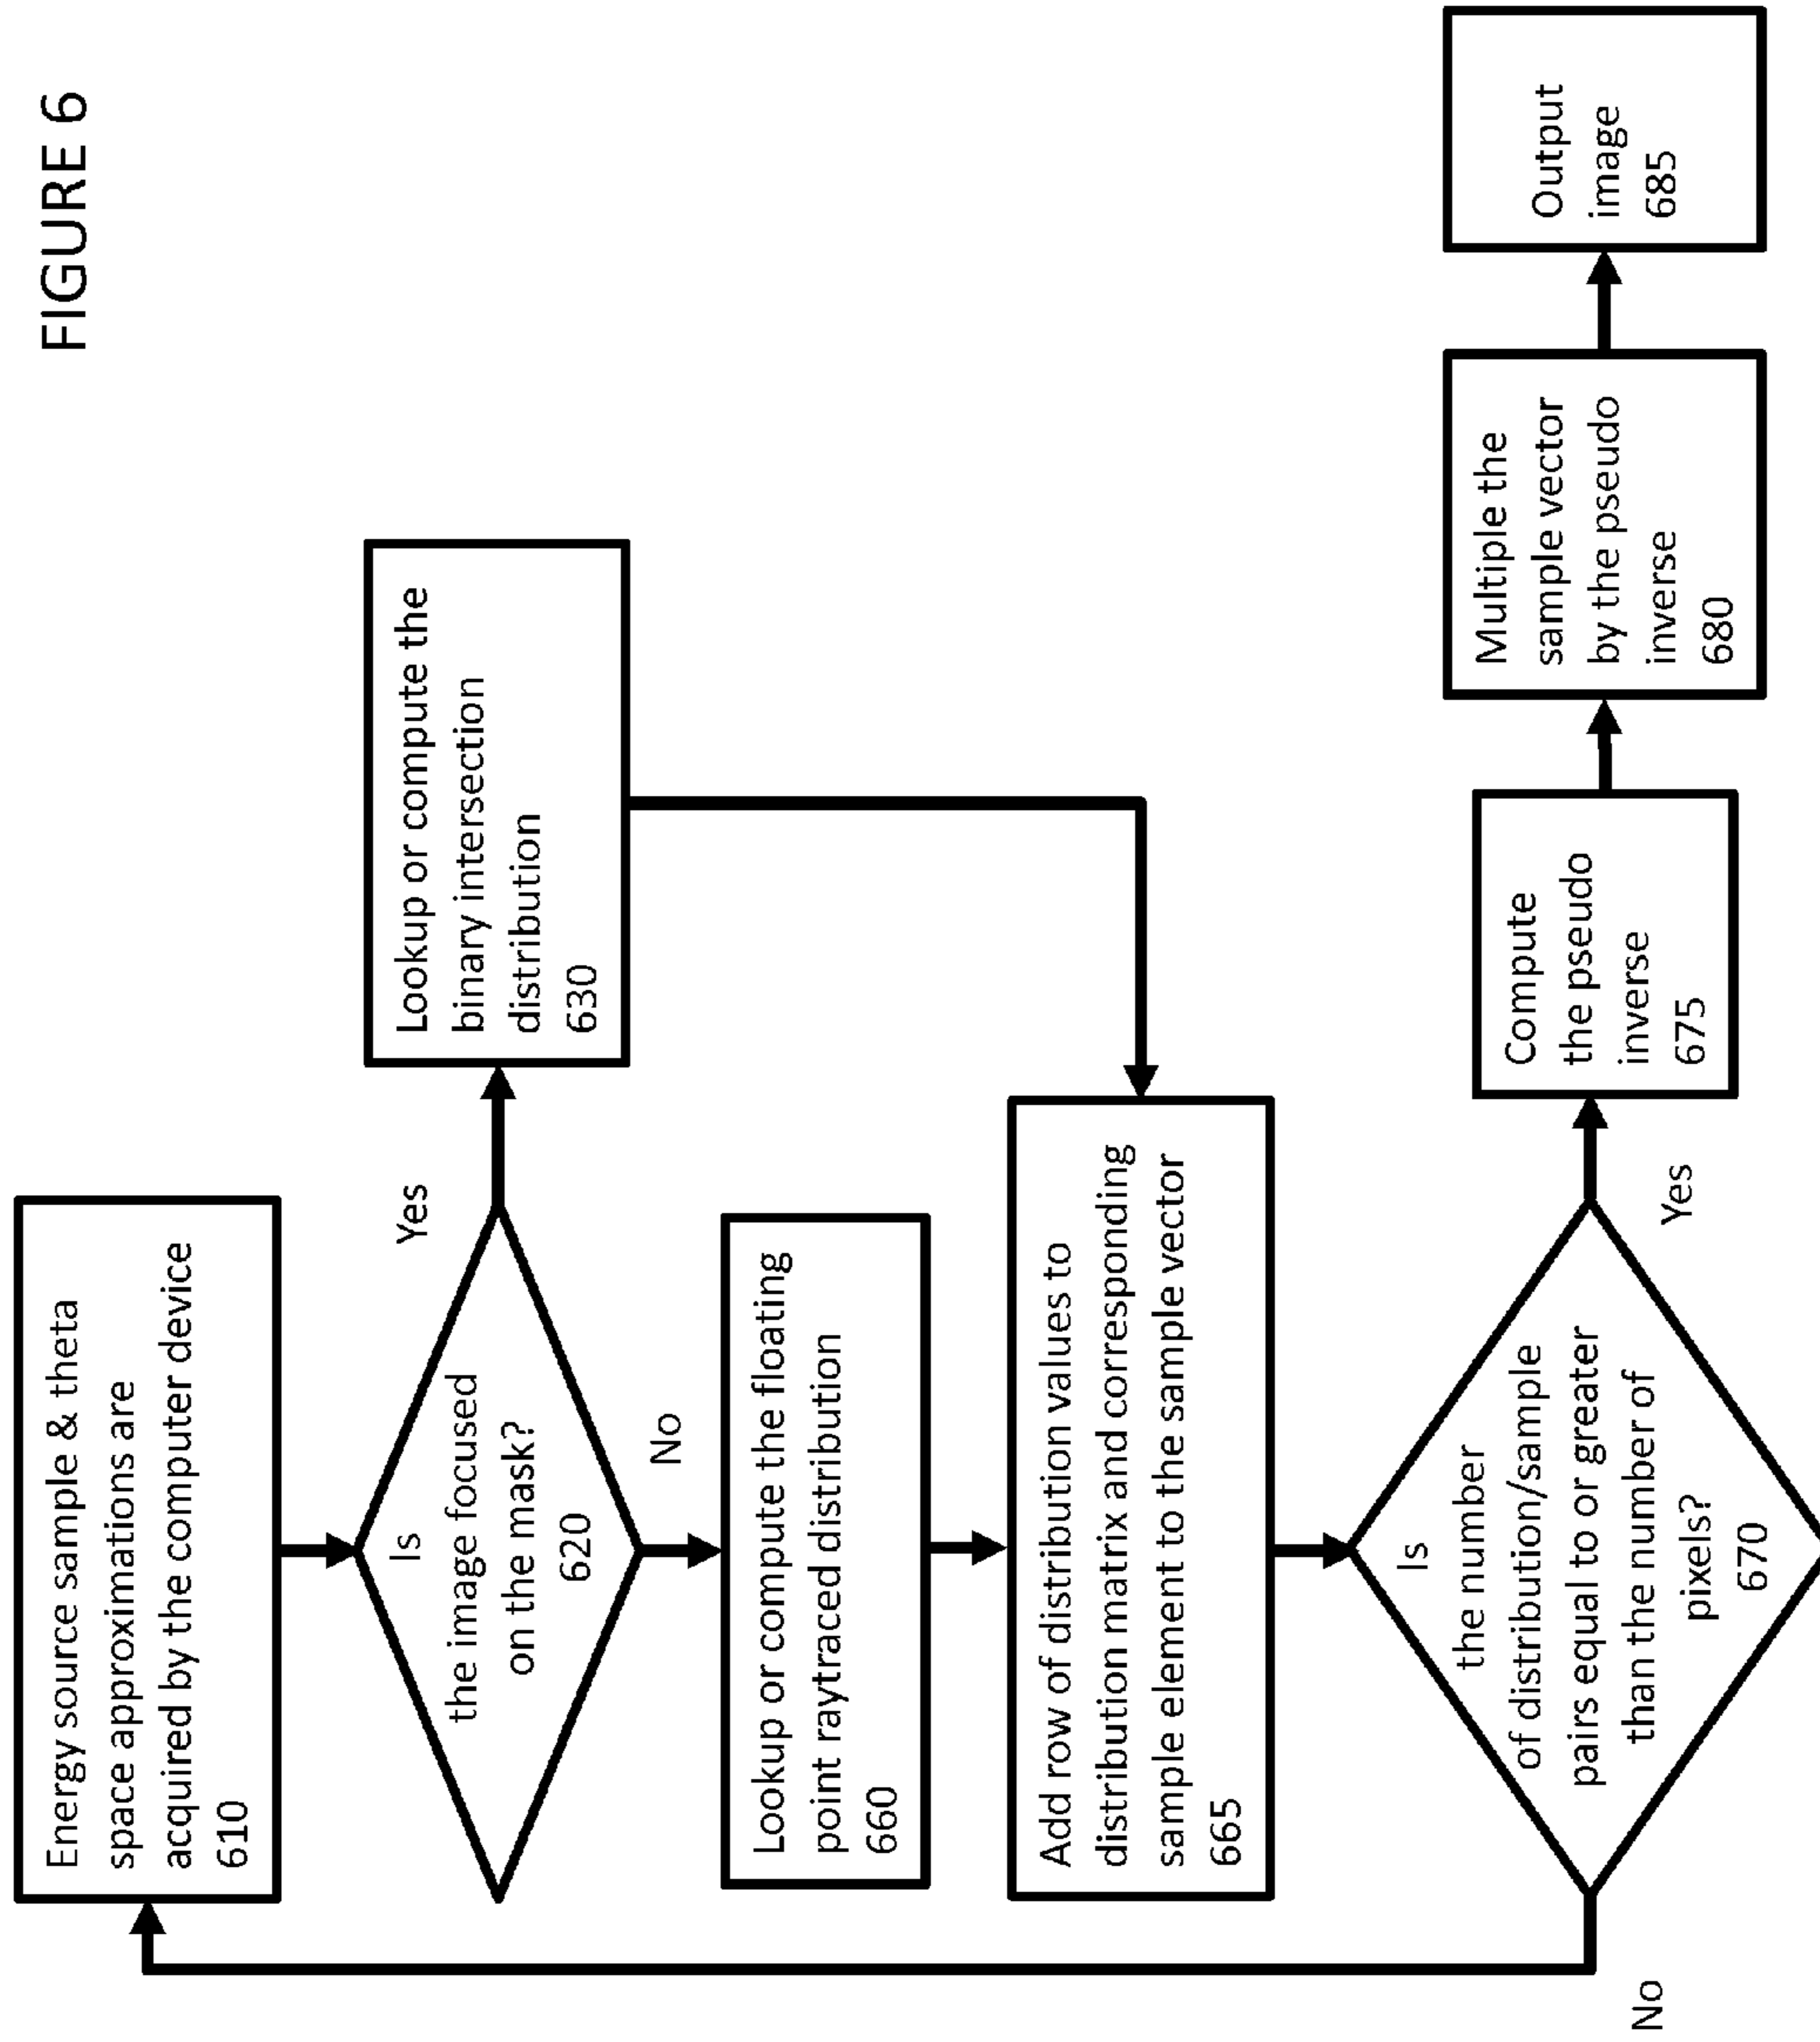 FIGURE 6
Energy source sample & theta
space approximations are
acquired by the computer device
610
Is
the image focused
on the mask?
620
Yes
Lookup or compute the
binary intersection
distribution
630
No
Lookup or compute the floating
point raytraced distribution
660
Add row of distribution values to
distribution matrix and corresponding
sample element to the sample vector
665
Is
the number
of distribution/sample
pairs equal to or greater
than the number of
pixels?
670
No
Yes
Compute
the pseudo
inverse
675
Multiple the
sample vector
by the pseudo
inverse
680
Output
image
685